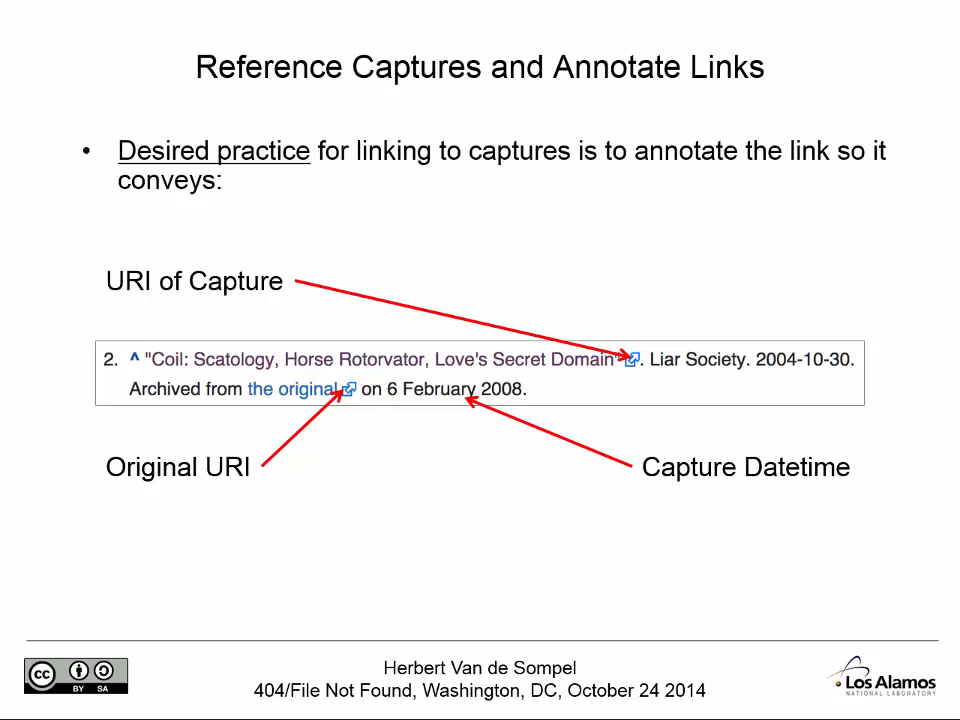 Reference Captures and Annotate Links
• Desired practice for linking to captures is to annotate the link so it
conveys:
URI of Capture
2. ^ "Coil: Scatology, Horse Rotorvator, Love's Secret Domain". Liar Society. 2004-10-30.
Archived from the original on 6 February 2008.
Original URI
Capture Datetime
Herbert Van de Sompel
404/File Not Found, Washington, DC, October 24 2014
cc BY SA
Los Alamos
NATIONAL LABORATORY